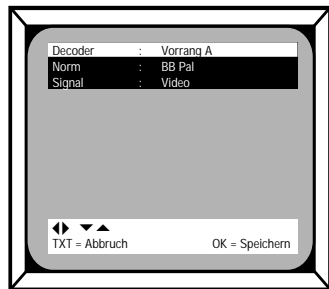 Decoder : Vorrang A
Norm : BB Pal
Signal : Video
TXT = Abbruch OK = Speichern